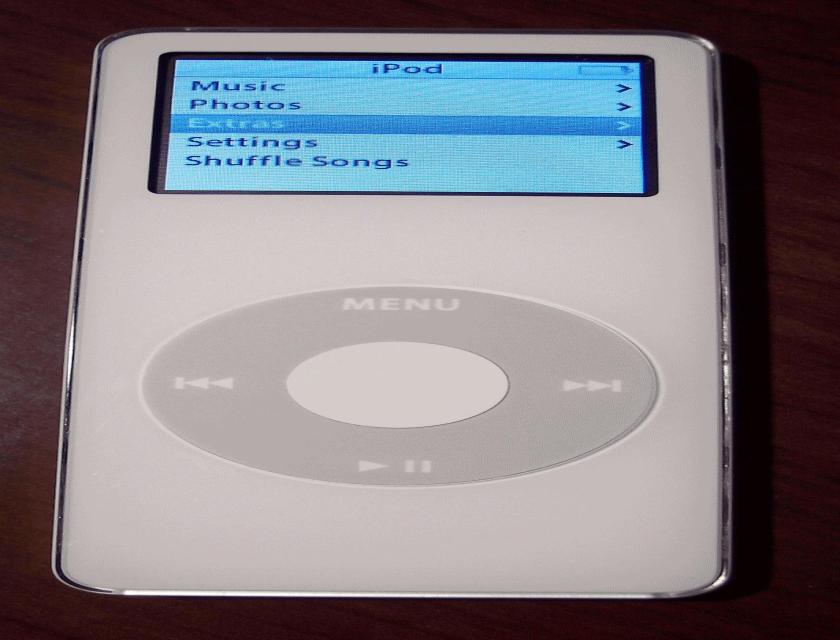 iPod
Music
Photos
Extras
Settings
Shuffle Songs
MENU